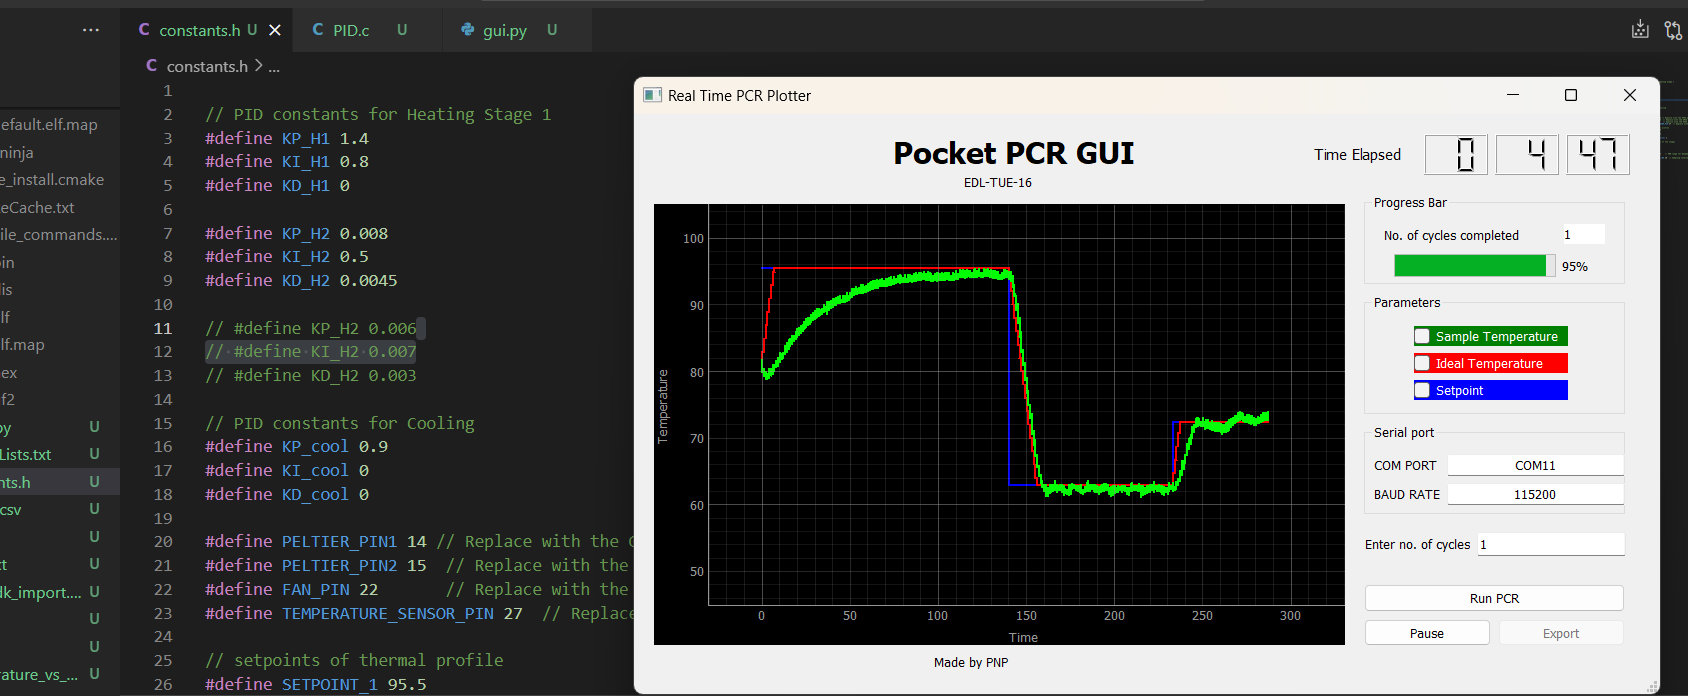 constants.h U
PID.c U
gui.py U
constants.h > ...
efault.elf.map
ninja
e_install.cmake
eCache.txt
ile_commands....
in
lis
lf
lf.map
ex
f2
py U
Lists.txt U
nts.h U
csv U
U
ct U
dk_import.... U
U
U
rature_vs_... U
1
2 // PID constants for Heating Stage 1
3 #define KP_H1 1.4
4 #define KI_H1 0.8
5 #define KD_H1 0
6
7 #define KP_H2 0.008
8 #define KI_H2 0.5
9 #define KD_H2 0.0045
10
11 // #define KP_H2 0.006
12 // #define KI_H2 0.007
13 // #define KD_H2 0.003
14
15 // PID constants for Cooling
16 #define KP_cool 0.9
17 #define KI_cool 0
18 #define KD_cool 0
19
20 #define PELTIER_PIN1 14 // Replace with the
21 #define PELTIER_PIN2 15 // Replace with the
22 #define FAN_PIN 22 // Replace with the
23 #define TEMPERATURE_SENSOR_PIN 27 // Replac
24
25 // setpoints of thermal profile
26 #define SETPOINT_1 95.5
Real Time PCR Plotter
Pocket PCR GUI
EDL-TUE-16
Time Elapsed 0 4 47
100
90
80
70
60
50
Temperature
0 50 100 150 200 250 300
Time
Made by PNP
Progress Bar
No. of cycles completed 1
95%
Parameters
Sample Temperature
Ideal Temperature
Setpoint
Serial port
COM PORT COM11
BAUD RATE 115200
Enter no. of cycles 1
Run PCR
Pause Export